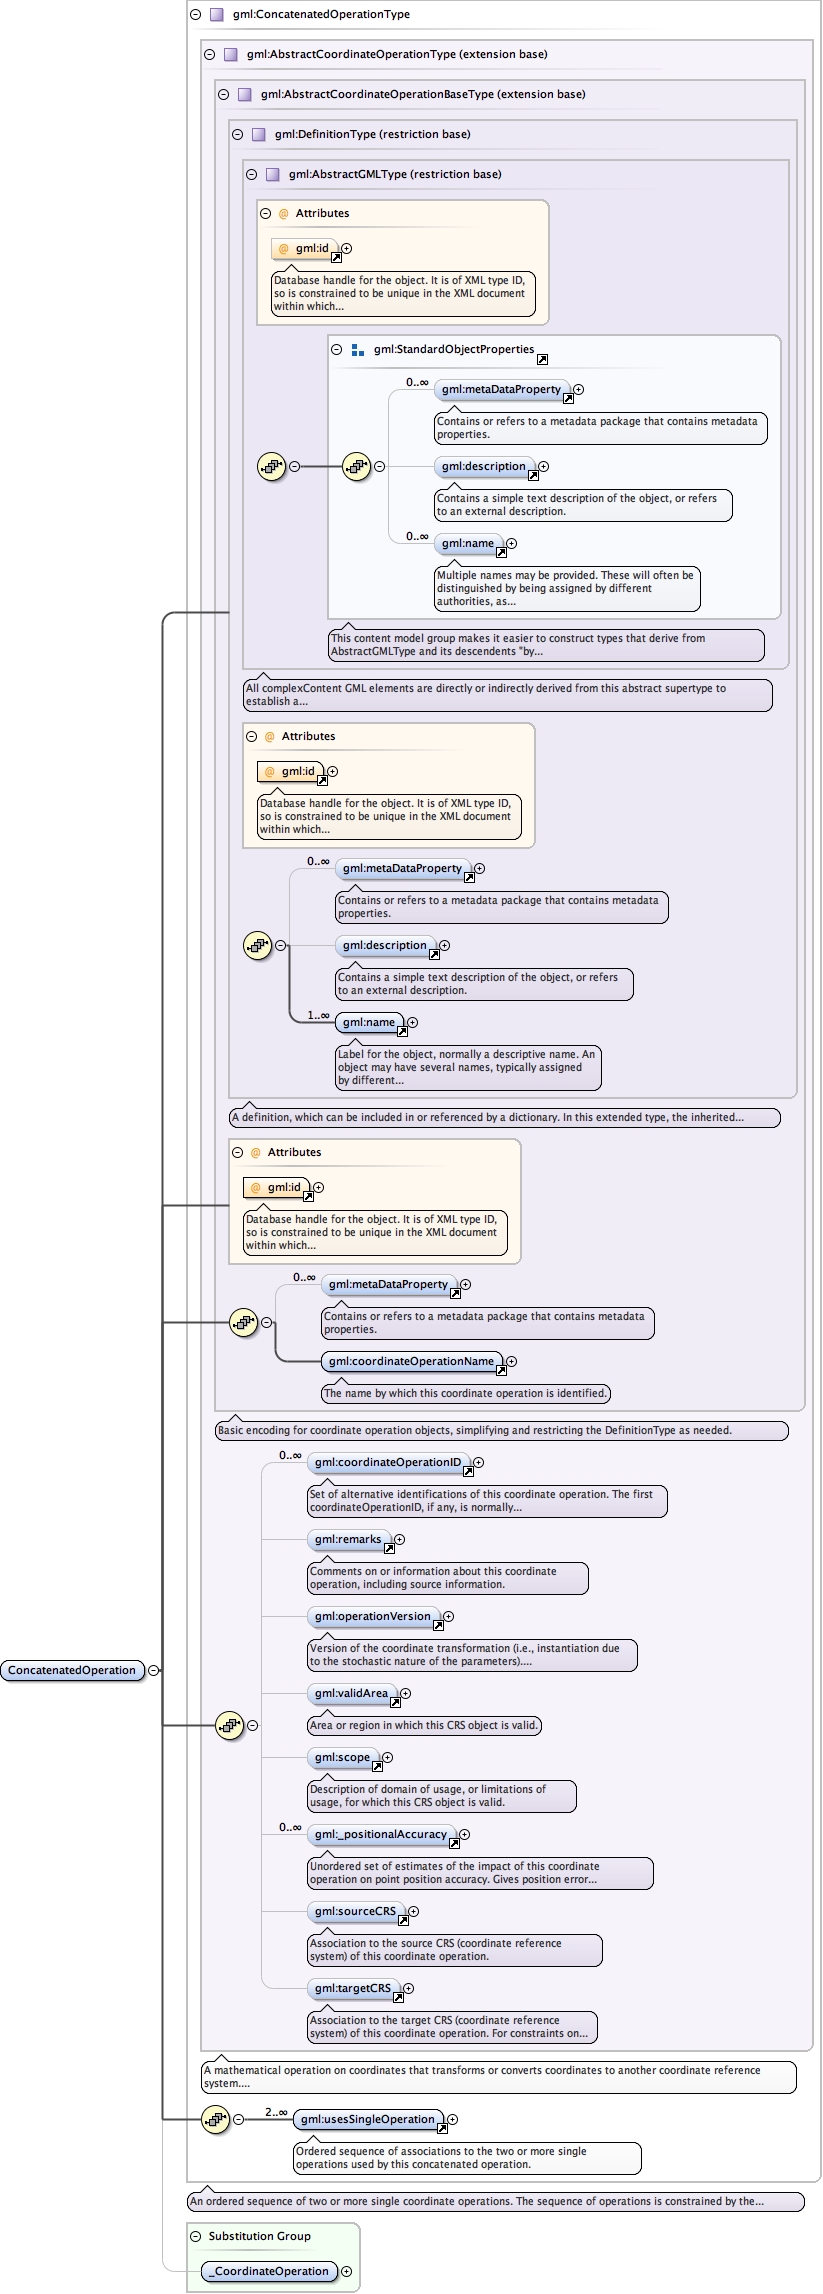 gml:ConcatenatedOperationType
gml:AbstractCoordinateOperationType (extension base)
gml:AbstractCoordinateOperationBaseType (extension base)
gml:DefinitionType (restriction base)
gml:AbstractGMLType (restriction base)
@ Attributes
@ gml:id
Database handle for the object. It is of XML type ID,
so is constrained to be unique in the XML document
within which...
gml:StandardObjectProperties
0..∞
gml:metaDataProperty
Contains or refers to a metadata package that contains metadata
properties.
gml:description
Contains a simple text description of the object, or refers
to an external description.
0..∞
gml:name
Multiple names may be provided. These will often be
distinguished by being assigned by different
authorities, as...
This content model group makes it easier to construct types that derive from
AbstractGMLType and its descendents "by...
All complexContent GML elements are directly or indirectly derived from this abstract supertype to
establish a...
@ Attributes
@ gml:id
Database handle for the object. It is of XML type ID,
so is constrained to be unique in the XML document
within which...
0..∞
gml:metaDataProperty
Contains or refers to a metadata package that contains metadata
properties.
gml:description
Contains a simple text description of the object, or refers
to an external description.
1..∞
gml:name
Label for the object, normally a descriptive name. An
object may have several names, typically assigned
by different...
A definition, which can be included in or referenced by a dictionary. In this extended type, the inherited...
@ Attributes
@ gml:id
Database handle for the object. It is of XML type ID,
so is constrained to be unique in the XML document
within which...
0..∞
gml:metaDataProperty
Contains or refers to a metadata package that contains metadata
properties.
gml:coordinateOperationName
The name by which this coordinate operation is identified.
Basic encoding for coordinate operation objects, simplifying and restricting the DefinitionType as needed.
0..∞
gml:coordinateOperationID
Set of alternative identifications of this coordinate operation. The first
coordinateOperationID, if any, is normally...
gml:remarks
Comments on or information about this coordinate
operation, including source information.
gml:operationVersion
Version of the coordinate transformation (i.e., instantiation due
to the stochastic nature of the parameters)....
ConcatenatedOperation
gml:validArea
Area or region in which this CRS object is valid.
gml:scope
Description of domain of usage, or limitations of
usage, for which this CRS object is valid.
0..∞
gml:_positionalAccuracy
Unordered set of estimates of the impact of this coordinate
operation on point position accuracy. Gives position error...
gml:sourceCRS
Association to the source CRS (coordinate reference
system) of this coordinate operation.
gml:targetCRS
Association to the target CRS (coordinate reference
system) of this coordinate operation. For constraints on...
A mathematical operation on coordinates that transforms or converts coordinates to another coordinate reference
system....
2..∞
gml:usesSingleOperation
Ordered sequence of associations to the two or more single
operations used by this concatenated operation.
An ordered sequence of two or more single coordinate operations. The sequence of operations is constrained by the...
Substitution Group
_CoordinateOperation